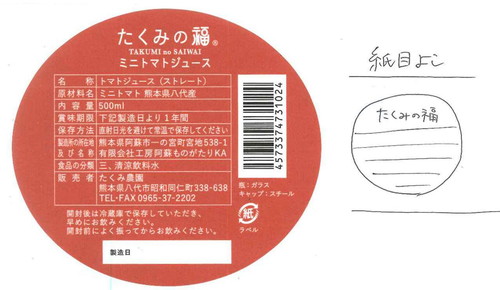 たくみの福®
TAKUMI no SAIWAI
ミニトマトジュース
名　称 トマトジュース（ストレート）
原材料名 ミニトマト 熊本県八代産
内 容 量 500ml
賞味期限 下記製造日より１年間
保存方法 直射日光を避けて常温で保存してください
製造所の所在地及び名称 熊本県阿蘇市一の宮町宮地538-1
有限会社工房阿蘇ものがたりKA
食品の分類 三、清涼飲料水
販 売 者 たくみ農園
熊本県八代市昭和同仁町338-638
TEL・FAX 0965-37-2202
開封後は冷蔵庫で保存していただき、
早めにお飲みください。
開封前によく振ってからお飲みください。
製造日
4573374731024
瓶：ガラス
キャップ：スチール
紙
ラベル
紙目よこ
たくみの福